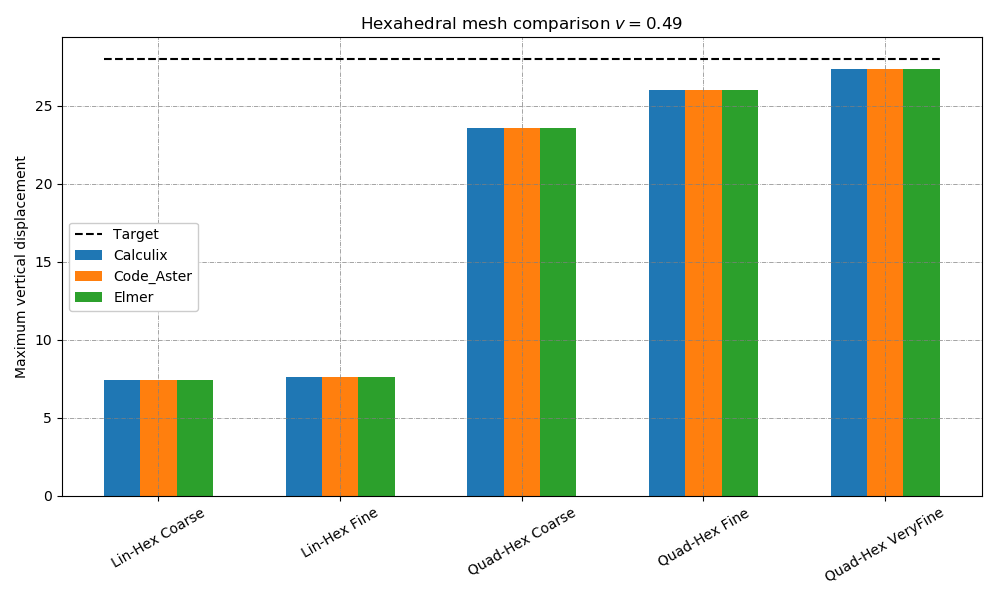 Hexahedral mesh comparison v = 0.49
Maximum vertical displacement
25
20
15
10
5
0
Target
Calculix
Code_Aster
Elmer
Lin-Hex Coarse
Lin-Hex Fine
Quad-Hex Coarse
Quad-Hex Fine
Quad-Hex VeryFine